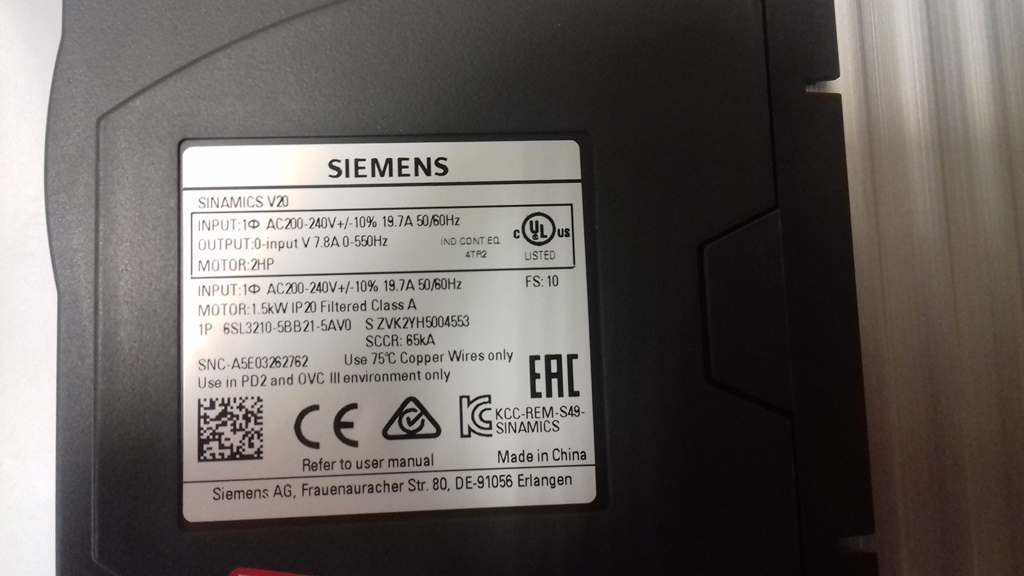 SIEMENS
SINAMICS V20
INPUT:1Φ AC200-240V+/-10% 19.7A 50/60Hz
OUTPUT:0-input V 7.8A 0-550Hz
MOTOR:2HP
IND CONT EQ.
4TR2
C UL US
LISTED
INPUT:1Φ AC200-240V+/-10% 19.7A 50/60Hz
FS: 10
MOTOR:1.5kW IP20 Filtered Class A
1P 6SL3210-5BB21-5AV0 S ZVK2YH5004553
SCCR: 65kA
SNC-A5E03262762 Use 75℃ Copper Wires only
Use in PD2 and OVC III environment only
EAC
CE
KC
KCC-REM-S49-
SINAMICS
Refer to user manual
Made in China
Siemens AG, Frauenauracher Str. 80, DE-91056 Erlangen